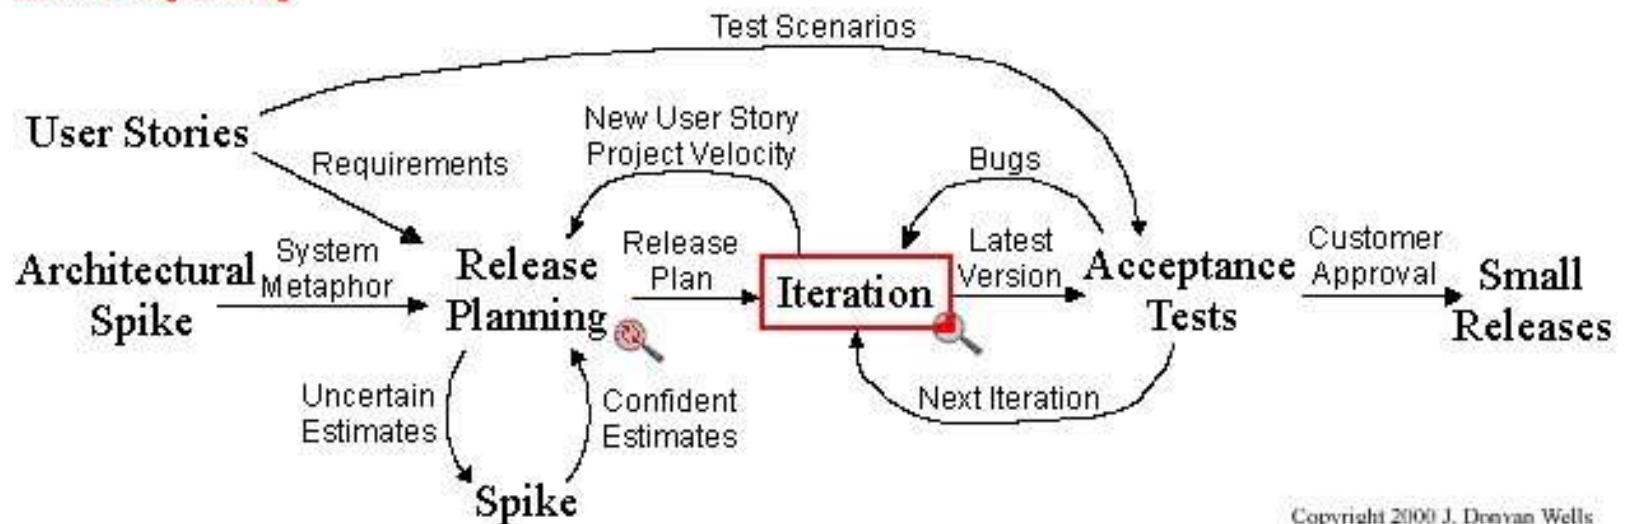 Test Scenarios
User Stories
Requirements
New User Story
Project Velocity
Bugs
Architectural
Spike
System
Metaphor
Release
Planning
Release
Plan
Iteration
Latest
Version
Acceptance
Tests
Customer
Approval
Small
Releases
Uncertain
Estimates
Confident
Estimates
Next Iteration
Spike
Copyright 2000 J. Donvan Wells